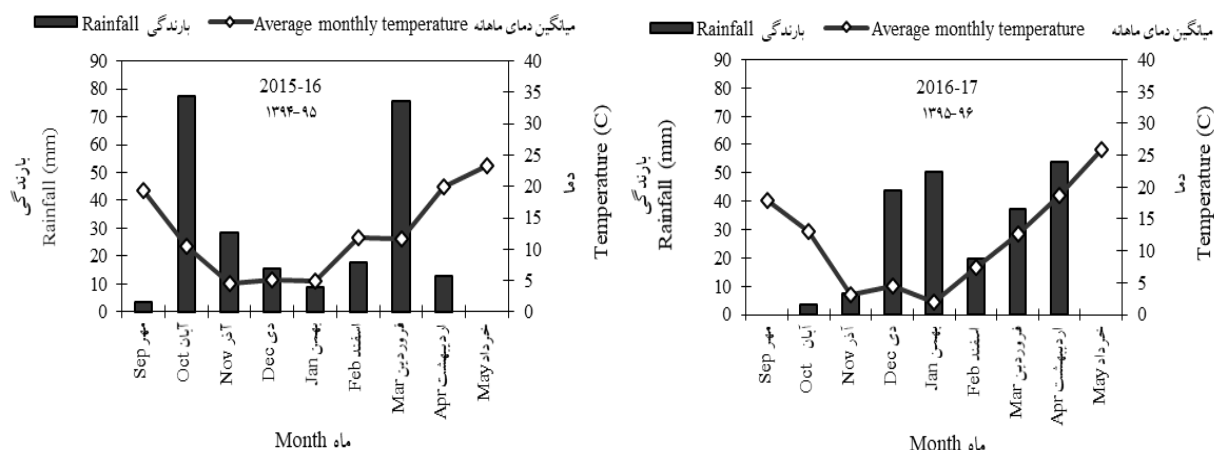 Rainfall بارندگی Average monthly temperature میانگین دمای ماهانه
2015-16
۱۳۹۴-۹۵
90
80
70
60
50
40
30
20
10
0
40
35
30
25
20
15
10
5
0
بارندگی
Rainfall (mm)
دما
Temperature (C)
مهر Sep
آبان Oct
آذر Nov
دی Dec
بهمن Jan
اسفند Feb
فروردین Mar
اردیبهشت Apr
خرداد May
Month ماه
Rainfall بارندگی Average monthly temperature میانگین دمای ماهانه
2016-17
۱۳۹۵-۹۶
90
80
70
60
50
40
30
20
10
0
40
35
30
25
20
15
10
5
0
بارندگی
Rainfall (mm)
دما
Temperature (C)
مهر Sep
آبان Oct
آذر Nov
دی Dec
بهمن Jan
اسفند Feb
فروردین Mar
اردیبهشت Apr
خرداد May
Month ماه